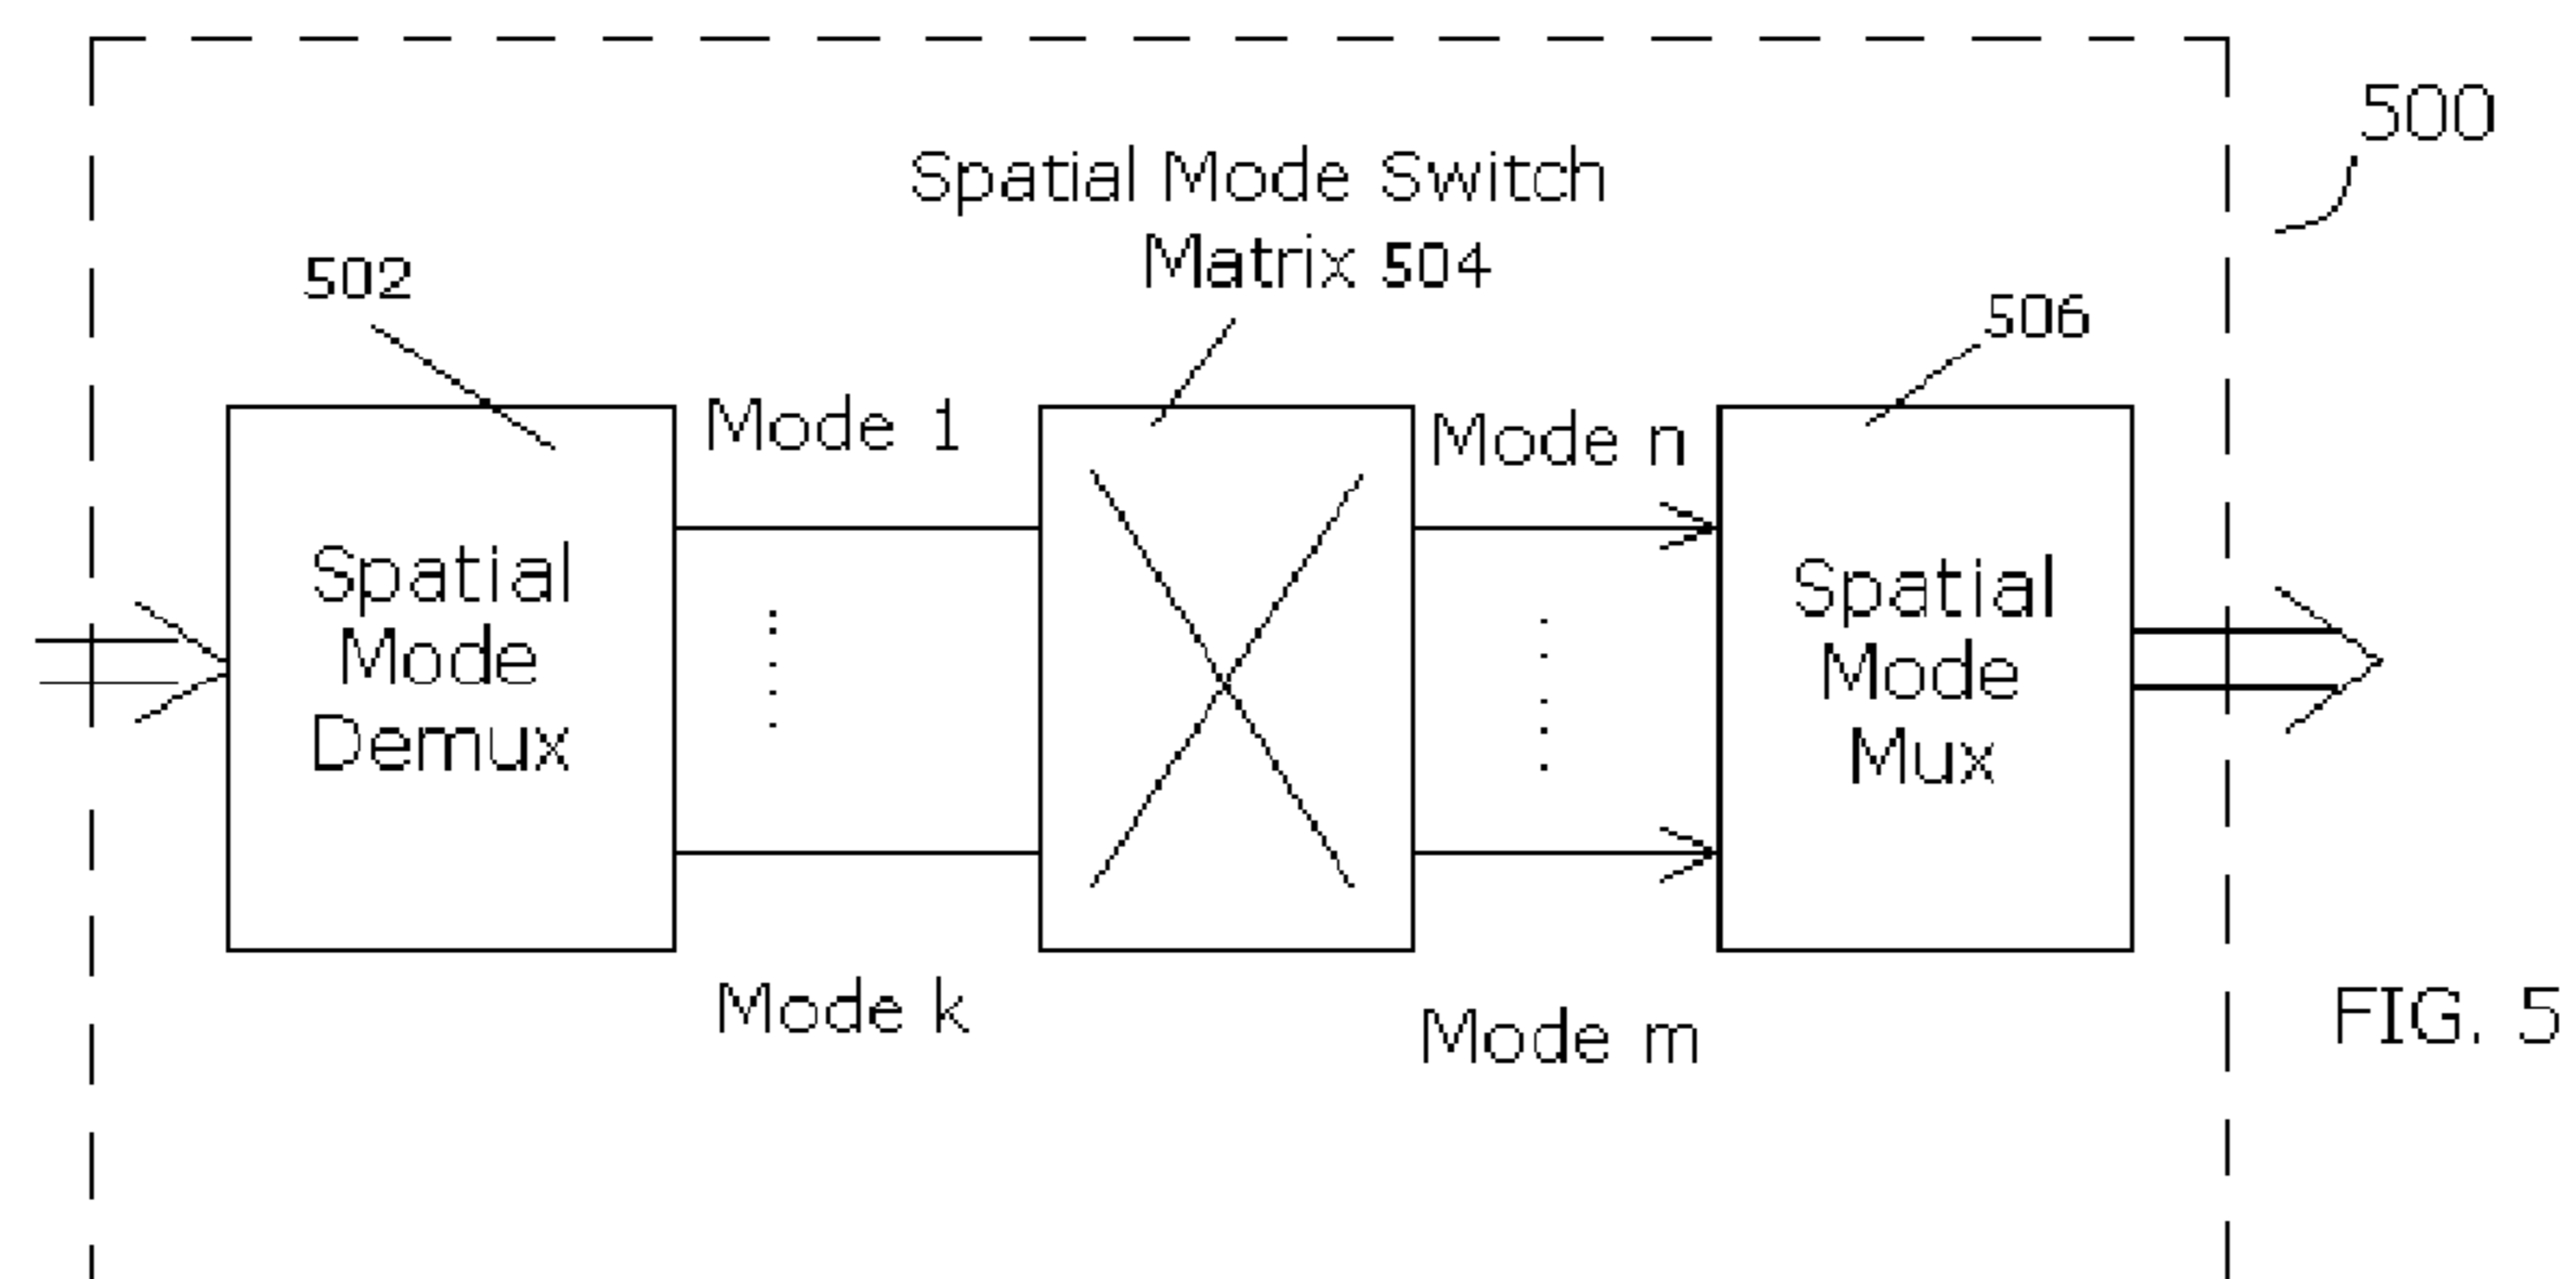 500
Spatial Mode Switch
Matrix 504
502
506
Mode 1
Mode n
Spatial
Mode
Demux
Spatial
Mode
Mux
Mode k
Mode m
FIG. 5